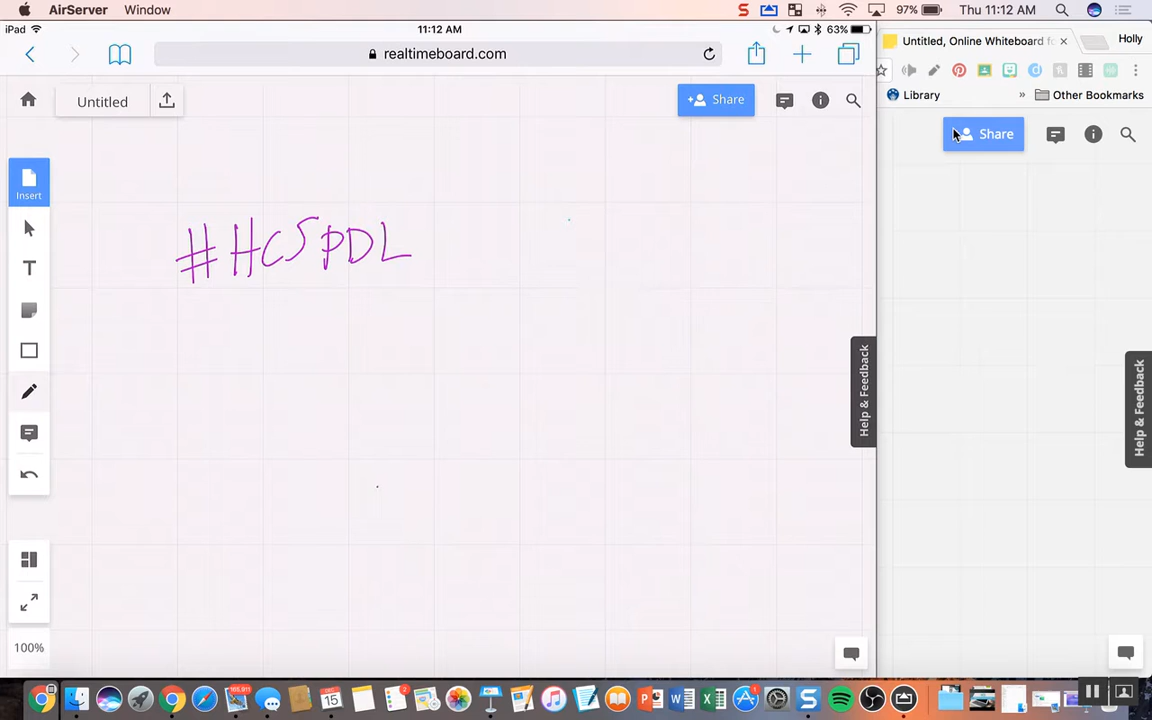 AirServer Window 97% Thu 11:12 AM
iPad 11:12 AM 63%
realtimeboard.com
Untitled, Online Whiteboard fo Holly
Library » Other Bookmarks
Untitled Share
Share
Insert
#HCSPDL
T
Help & Feedback
Help & Feedback
100%